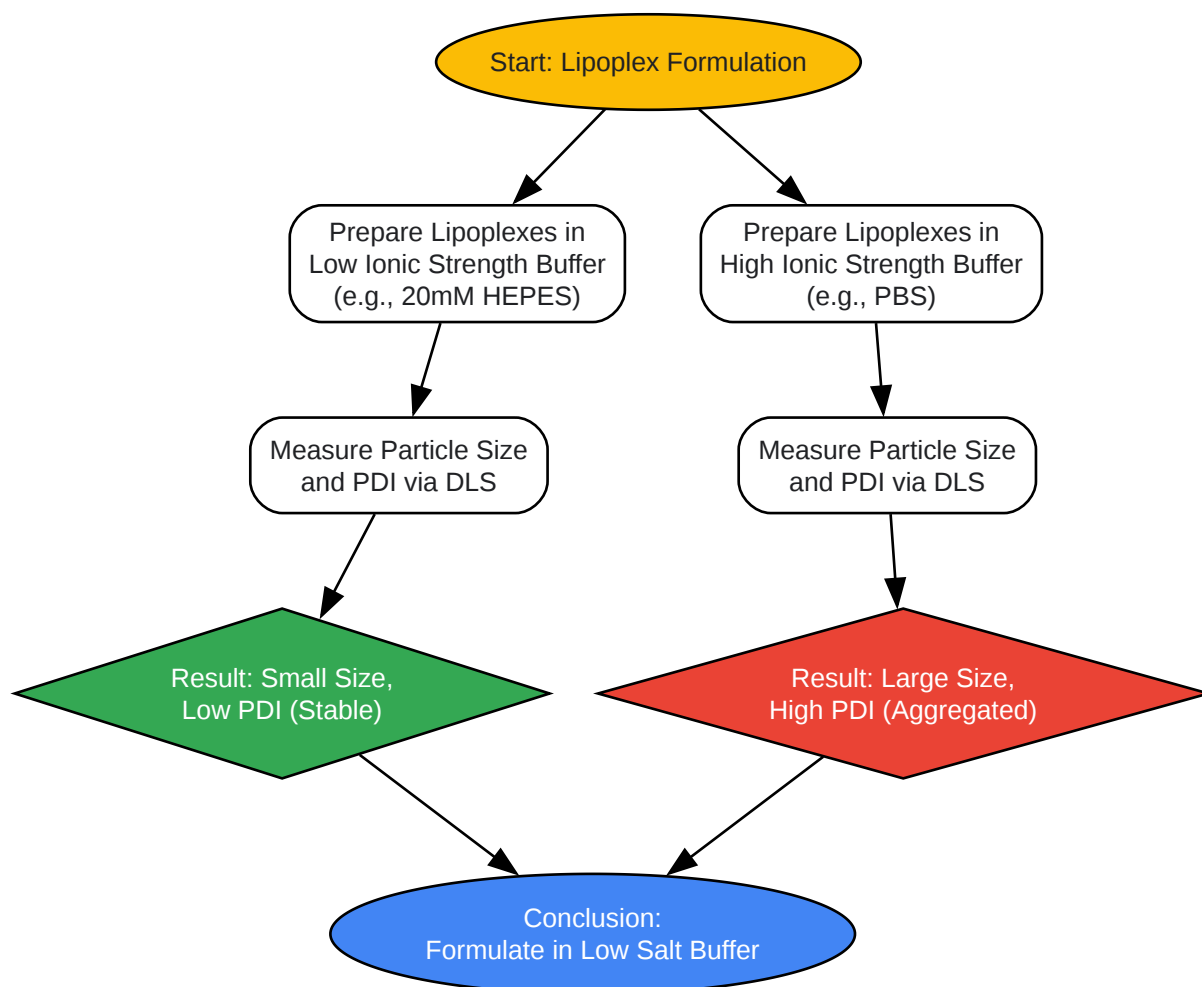 Start: Lipoplex Formulation
Prepare Lipoplexes in
Low Ionic Strength Buffer
(e.g., 20mM HEPES)
Prepare Lipoplexes in
High Ionic Strength Buffer
(e.g., PBS)
Measure Particle Size
and PDI via DLS
Measure Particle Size
and PDI via DLS
Result: Small Size,
Low PDI (Stable)
Result: Large Size,
High PDI (Aggregated)
Conclusion:
Formulate in Low Salt Buffer